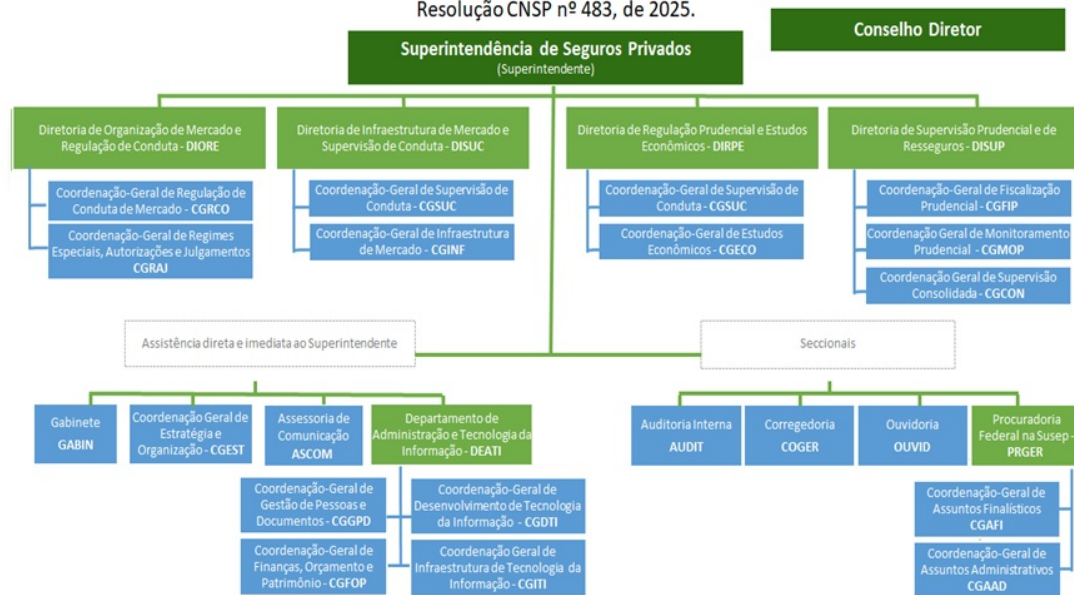 Resolução CNSP nº 483, de 2025.
Conselho Diretor
Superintendência de Seguros Privados
(Superintendente)
Diretoria de Organização de Mercado e
Regulação de Conduta - DIORE
Diretoria de Infraestrutura de Mercado e
Supervisão de Conduta - DISUC
Diretoria de Regulação Prudencial e Estudos
Econômicos - DIRPE
Diretoria de Supervisão Prudencial e de
Resseguros - DISUP
Coordenação-Geral de Regulação de
Conduta de Mercado - CGRCO
Coordenação-Geral de Regimes
Especiais, Autorizações e Julgamentos
CGRAJ
Coordenação-Geral de Supervisão de
Conduta - CGSUC
Coordenação-Geral de Infraestrutura
de Mercado - CGINF
Coordenação-Geral de Supervisão de
Conduta - CGSUC
Coordenação-Geral de Estudos
Econômicos - CGECO
Coordenação-Geral de Fiscalização
Prudencial - CGFIP
Coordenação Geral de Monitoramento
Prudencial - CGMOP
Coordenação Geral de Supervisão
Consolidada - CGCON
Assistência direta e imediata ao Superintendente
Seccionais
Gabinete
GABIN
Coordenação Geral de
Estratégia e
Organização - CGEST
Assessoria de
Comunicação
ASCOM
Departamento de
Administração e Tecnologia da
Informação - DEATI
Auditoria Interna
AUDIT
Corregedoria
COGER
Ouvidoria
OUVID
Procuradoria
Federal na Susep -
PRGER
Coordenação-Geral de
Gestão de Pessoas e
Documentos - CGGPD
Coordenação-Geral de
Desenvolvimento de Tecnologia
da Informação - CGDTI
Coordenação-Geral de
Finanças, Orçamento e
Patrimônio - CGFOP
Coordenação Geral de
Infraestrutura de Tecnologia da
Informação - CGITI
Coordenação-Geral de
Assuntos Finalísticos
CGAFI
Coordenação-Geral de
Assuntos Administrativos
CGAAD